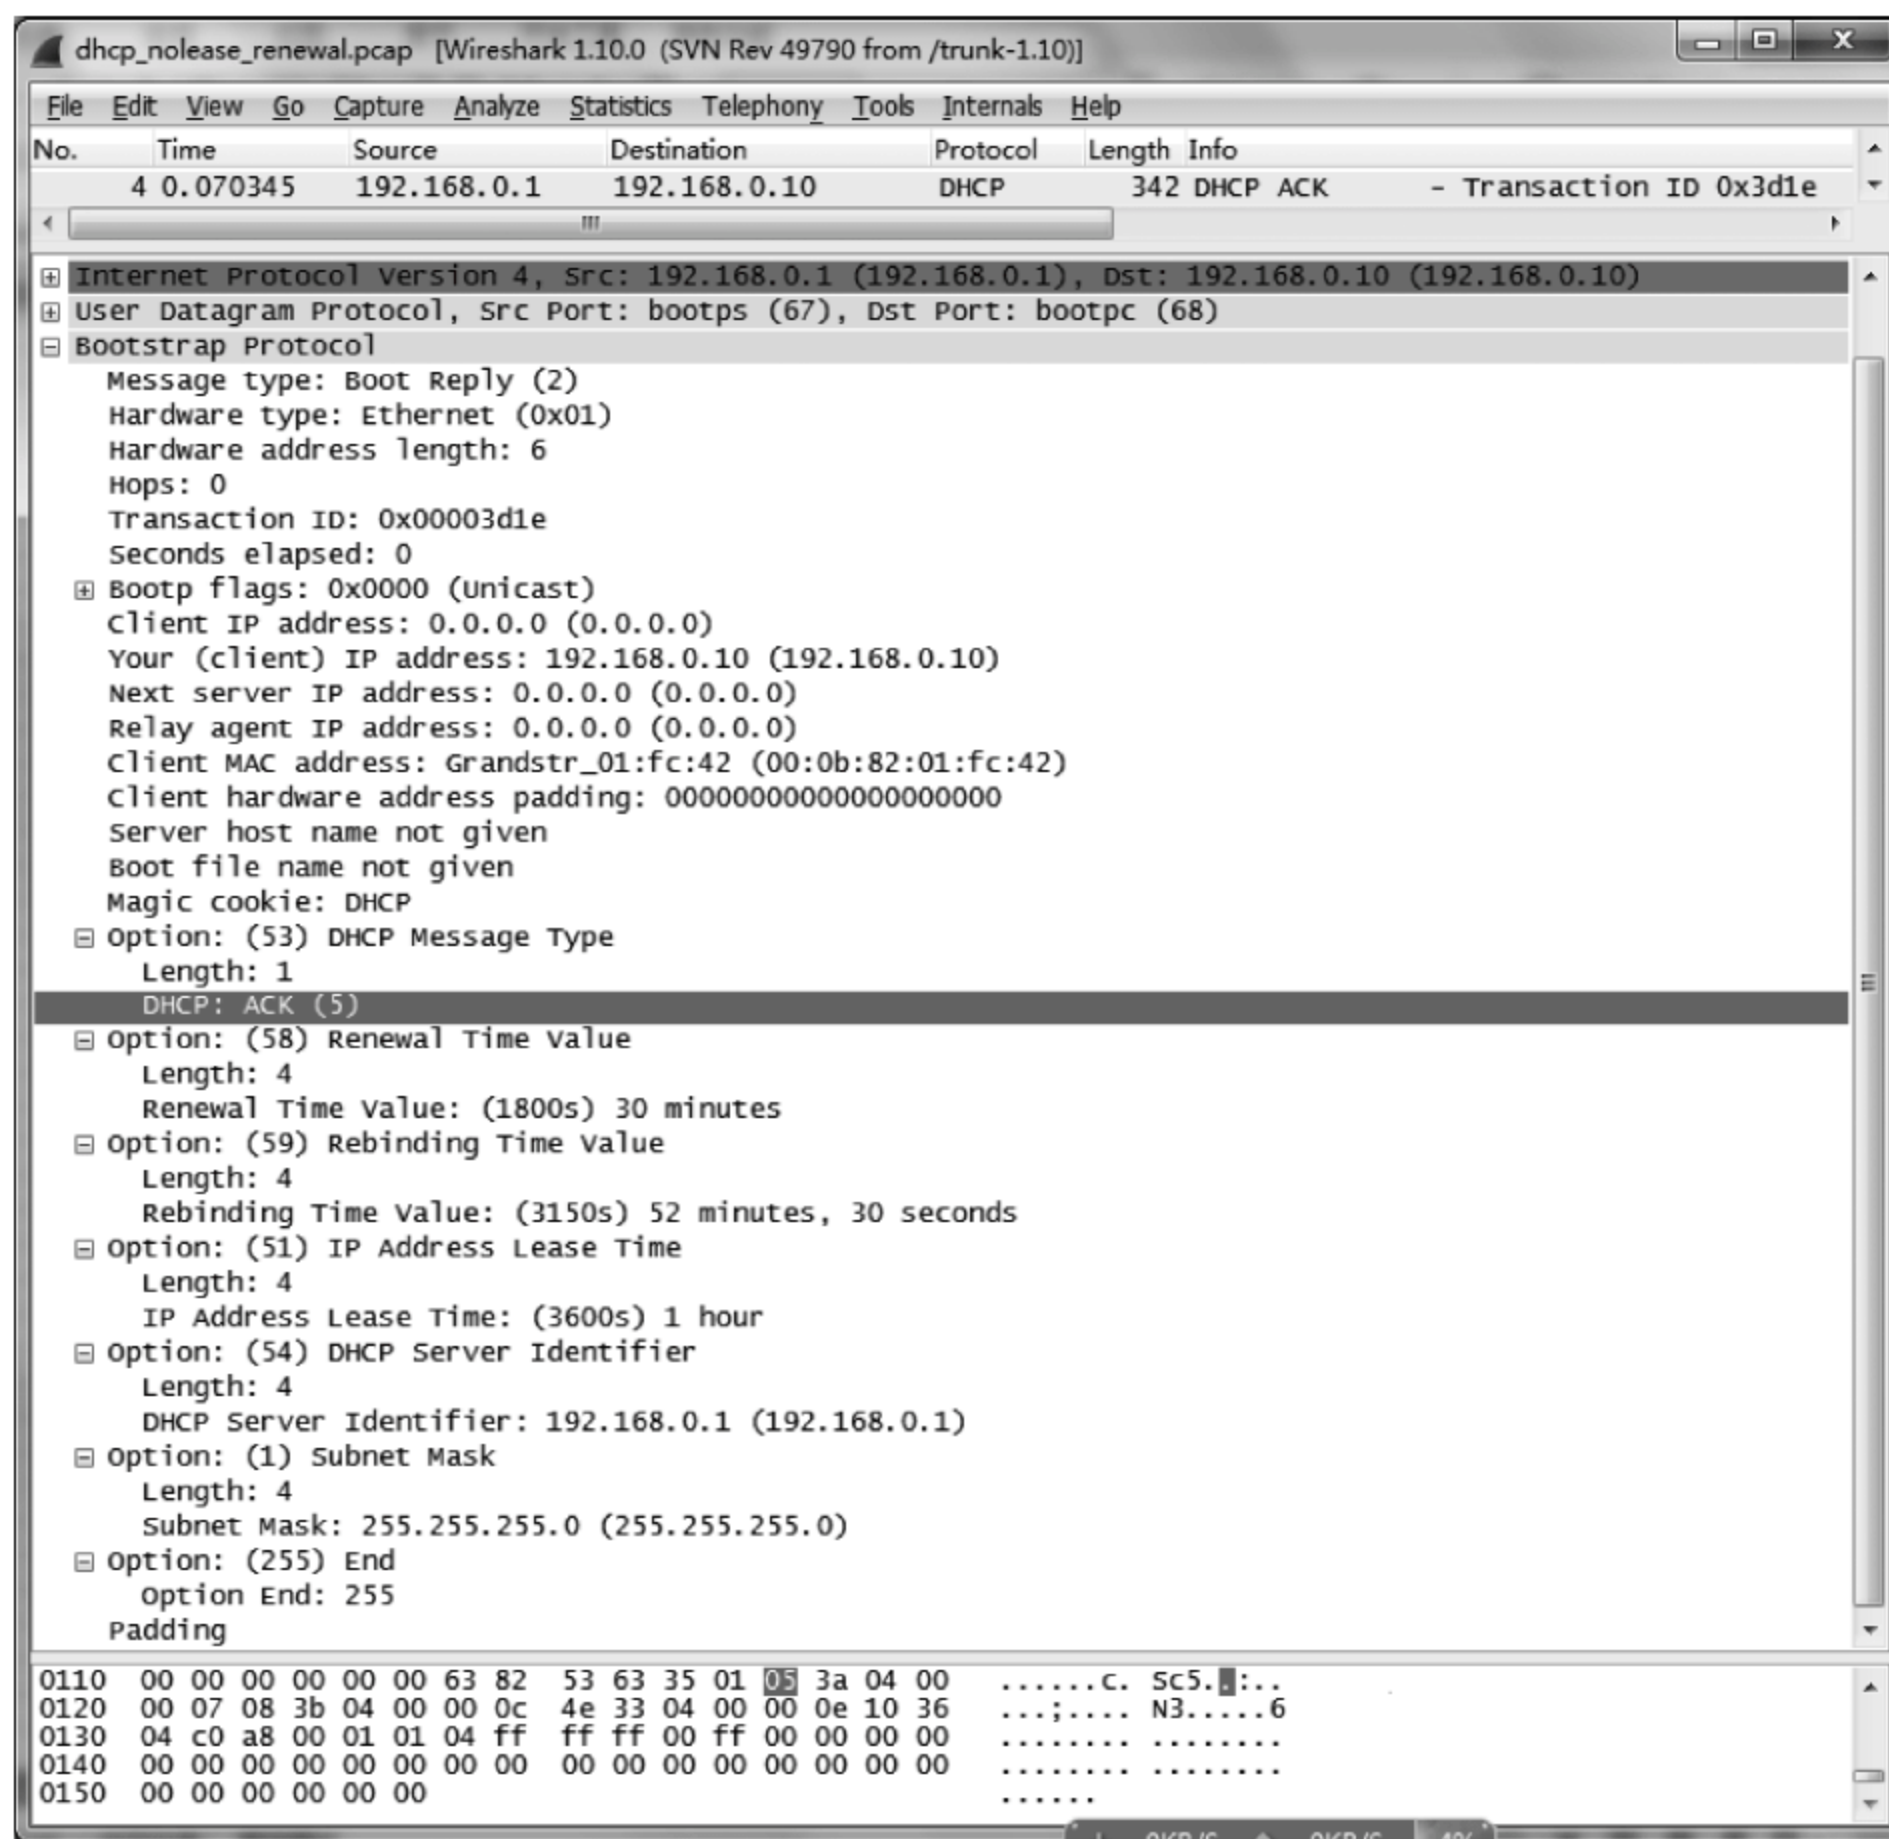 dhcp_nolease_renewal.pcap [Wireshark 1.10.0 (SVN Rev 49790 from /trunk-1.10)]
File Edit View Go Capture Analyze Statistics Telephony Tools Internals Help
No. Time Source Destination Protocol Length Info
4 0.070345 192.168.0.1 192.168.0.10 DHCP 342 DHCP ACK - Transaction ID 0x3d1e
Internet Protocol Version 4, Src: 192.168.0.1 (192.168.0.1), Dst: 192.168.0.10 (192.168.0.10)
User Datagram Protocol, Src Port: bootps (67), Dst Port: bootpc (68)
Bootstrap Protocol
Message type: Boot Reply (2)
Hardware type: Ethernet (0x01)
Hardware address length: 6
Hops: 0
Transaction ID: 0x00003d1e
Seconds elapsed: 0
Bootp flags: 0x0000 (Unicast)
Client IP address: 0.0.0.0 (0.0.0.0)
Your (client) IP address: 192.168.0.10 (192.168.0.10)
Next server IP address: 0.0.0.0 (0.0.0.0)
Relay agent IP address: 0.0.0.0 (0.0.0.0)
Client MAC address: Grandstr_01:fc:42 (00:0b:82:01:fc:42)
Client hardware address padding: 00000000000000000000
Server host name not given
Boot file name not given
Magic cookie: DHCP
Option: (53) DHCP Message Type
Length: 1
DHCP: ACK (5)
Option: (58) Renewal Time Value
Length: 4
Renewal Time Value: (1800s) 30 minutes
Option: (59) Rebinding Time Value
Length: 4
Rebinding Time Value: (3150s) 52 minutes, 30 seconds
Option: (51) IP Address Lease Time
Length: 4
IP Address Lease Time: (3600s) 1 hour
Option: (54) DHCP Server Identifier
Length: 4
DHCP Server Identifier: 192.168.0.1 (192.168.0.1)
Option: (1) Subnet Mask
Length: 4
Subnet Mask: 255.255.255.0 (255.255.255.0)
Option: (255) End
Option End: 255
Padding
0110 00 00 00 00 00 00 63 82 53 63 35 01 05 3a 04 00 ......c. Sc5..:..
0120 00 07 08 3b 04 00 00 0c 4e 33 04 00 00 0e 10 36 ...;.... N3.....6
0130 04 c0 a8 00 01 01 04 ff ff ff 00 ff 00 00 00 00 ........ ........
0140 00 00 00 00 00 00 00 00 00 00 00 00 00 00 00 00 ........ ........
0150 00 00 00 00 00 00 ......